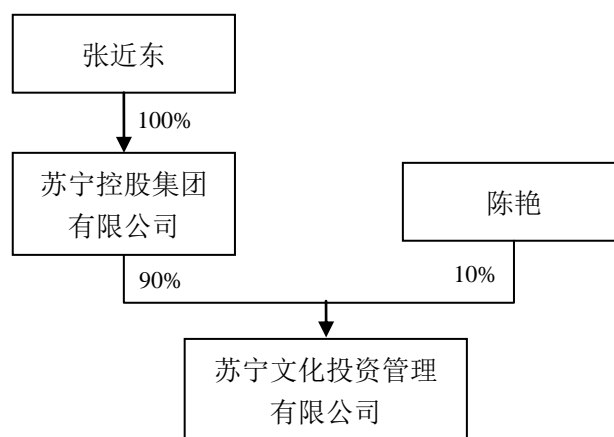 张近东
100%
苏宁控股集团
有限公司
陈艳
90%
10%
苏宁文化投资管理
有限公司